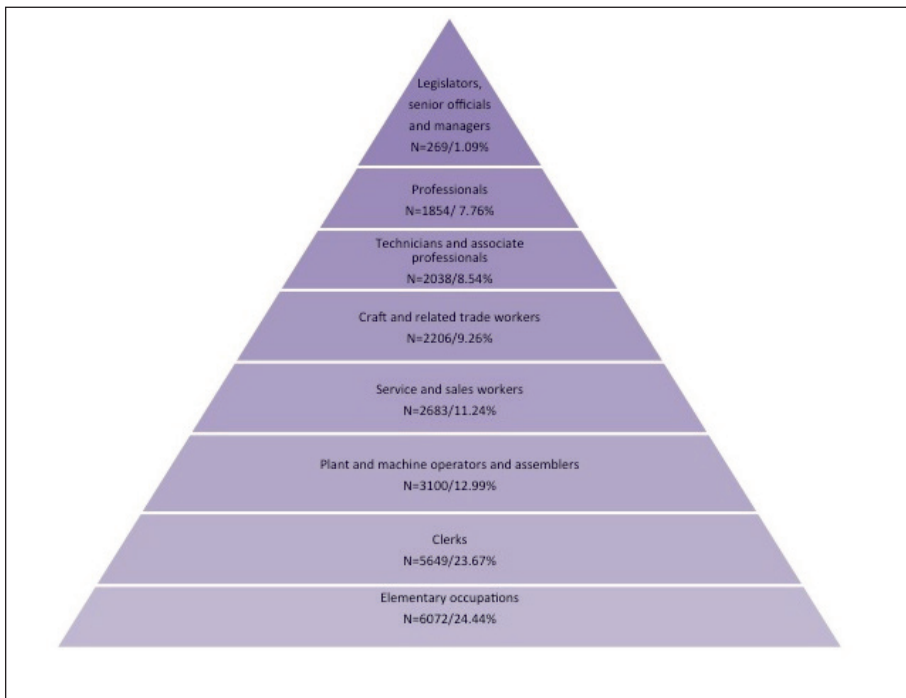 Legislators,
senior officials
and managers
N=269/1.09%
Professionals
N=1854/ 7.76%
Technicians and associate
professionals
N=2038/8.54%
Craft and related trade workers
N=2206/9.26%
Service and sales workers
N=2683/11.24%
Plant and machine operators and assemblers
N=3100/12.99%
Clerks
N=5649/23.67%
Elementary occupations
N=6072/24.44%